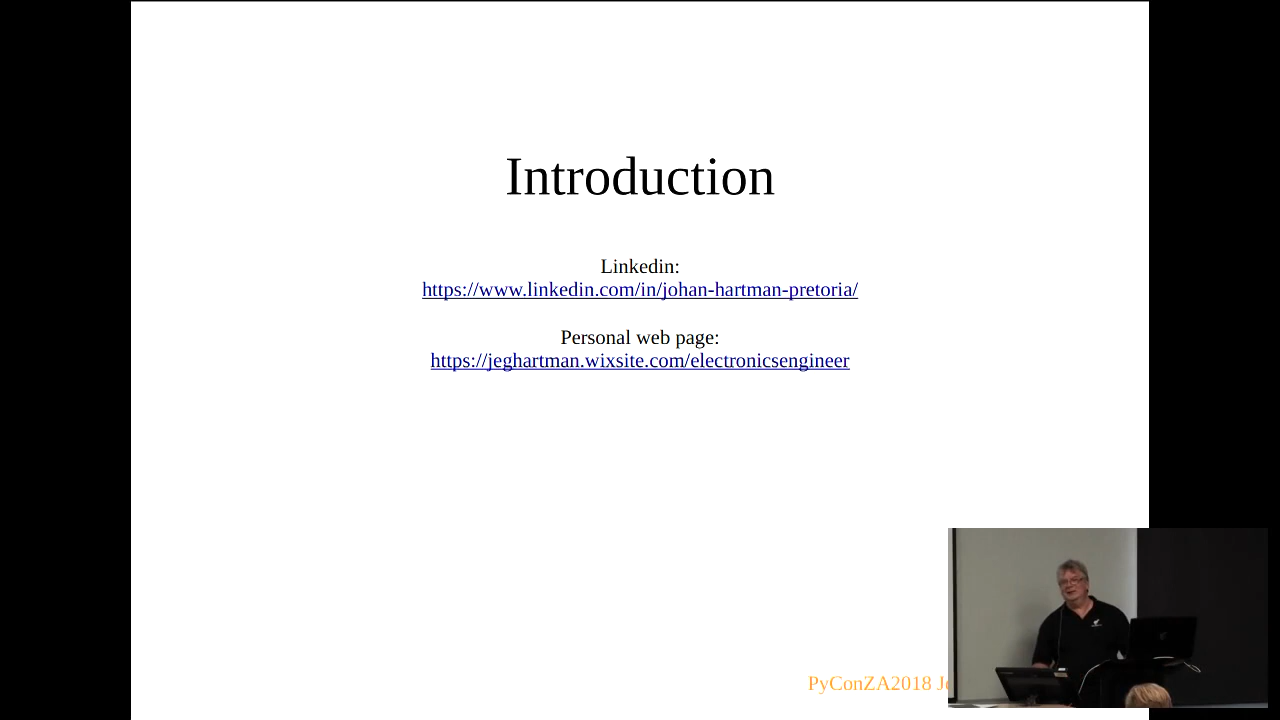 Introduction
Linkedin:
https://www.linkedin.com/in/johan-hartman-pretoria/
Personal web page:
https://jeghartman.wixsite.com/electronicsengineer
PyConZA2018